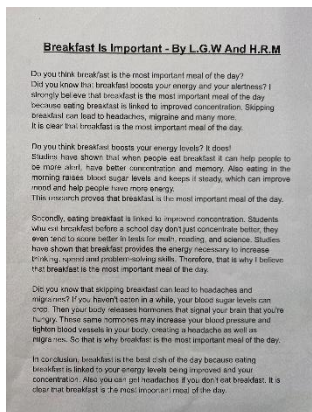 Breakfast Is Important - By L.G.W And H.R.M
Do you think breakfast is the most important meal of the day?
Did you know that breakfast boosts your energy and your alertness? I
strongly believe that breakfast is the most important meal of the day
because eating breakfast is linked to improved concentration. Skipping
breakfast can lead to headaches, migraine and many more.
It is clear that breakfast is the most important meal of the day.
Do you think breakfast boosts your energy levels? It does!
Studies have shown that when people eat breakfast it can help people to
be more alert, have better concentration and memory. Also eating in the
morning raises blood sugar levels and keeps it steady, which can improve
mood and help people have more energy.
This research proves that breakfast is the most important meal of the day.
Secondly, eating breakfast is linked to improved concentration. Students
who eat breakfast before a school day don't just concentrate better, they
even tend to score better in tests for math, reading, and science. Studies
have shown that breakfast provides the energy necessary to increase
thinking, speed and problem-solving skills. Therefore, that is why I believe
that breakfast is the most important meal of the day.
Did you know that skipping breakfast can lead to headaches and
migraines? If you haven't eaten in a while, your blood sugar levels can
drop. Then your body releases hormones that signal your brain that you're
hungry. These same hormones may increase your blood pressure and
tighten blood vessels in your body, creating a headache as well as
migraines. So that is why breakfast is the most important meal of the day.
In conclusion, breakfast is the best dish of the day because eating
breakfast is linked to your energy levels being improved and your
concentration. Also you can get headaches if you don't eat breakfast. It is
clear that breakfast is the most important meal of the day.